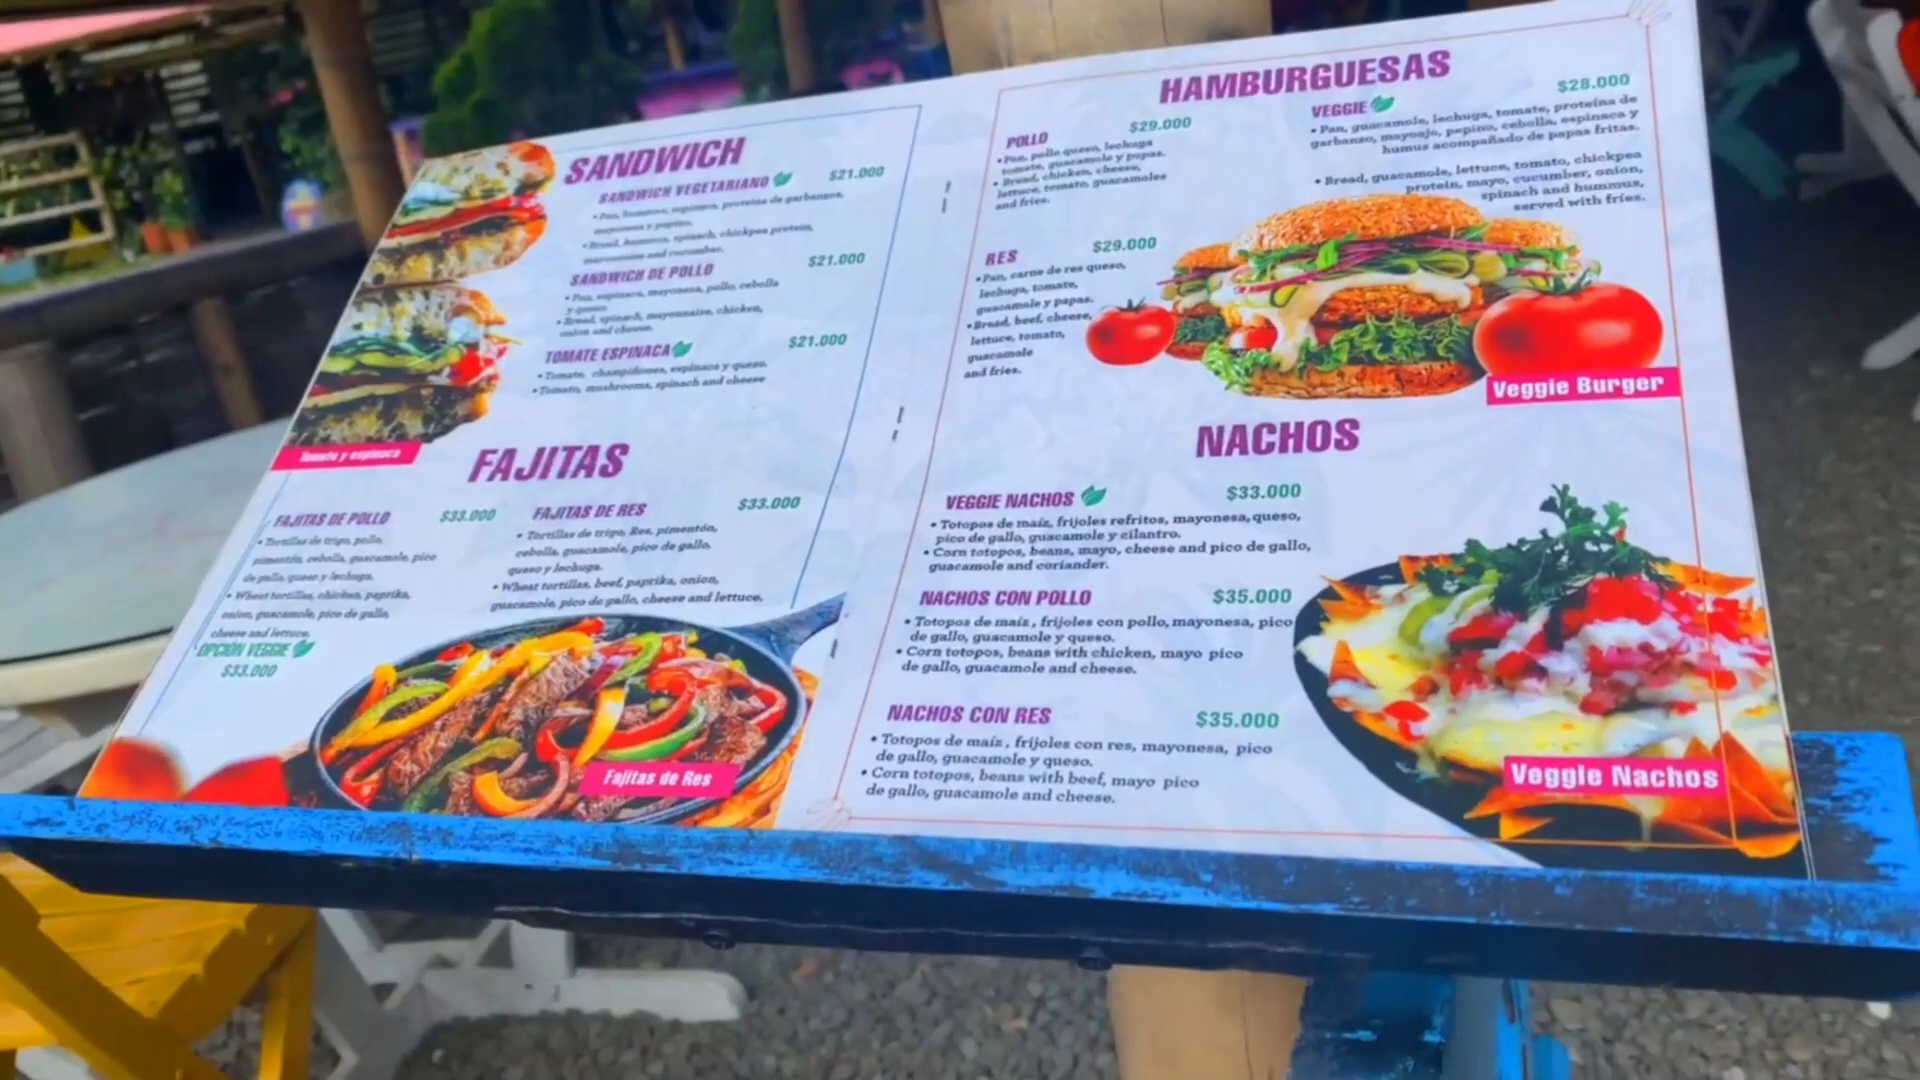 SANDWICH
SANDWICH VEGETARIANO $21.000
• Pan, hummus, espinaca, proteína de garbanzos,
mayonesa y pepino.
• Bread, hummus, spinach, chickpea protein,
and cucumber.
SANDWICH DE POLLO $21.000
• Pan, espinaca, mayonesa, pollo, cebolla
y queso.
• Bread, spinach, mayonnaise, chicken,
onion and cheese.
TOMATE ESPINACA $21.000
• Tomate, champiñones, espinaca y queso.
• Tomato, mushrooms, spinach and cheese
Tomate y espinaca
FAJITAS
FAJITAS DE POLLO $33.000
• Tortillas de trigo, pollo,
pimentón, cebolla, guacamole, pico
de gallo, queso y lechuga.
• Wheat tortillas, chicken, paprika,
onion, guacamole, pico de gallo,
cheese and lettuce.
OPCIÓN VEGGIE
$33.000
FAJITAS DE RES $33.000
• Tortillas de trigo, Res, pimentón,
cebolla, guacamole, pico de gallo,
queso y lechuga.
• Wheat tortillas, beef, paprika, onion,
guacamole, pico de gallo, cheese and lettuce.
Fajitas de Res
HAMBURGUESAS
POLLO $29.000
• Pan, pollo queso, lechuga
tomate, guacamole y papas.
• Bread, chicken, cheese,
lettuce, tomato, guacamoles
and fries.
RES $29.000
• Pan, carne de res queso,
lechuga, tomate,
guacamole y papas.
• Bread, beef, cheese,
lettuce, tomato,
guacamole
and fries.
VEGGIE $28.000
• Pan, guacamole, lechuga, tomate, proteína de
garbanzo, mayoajo, pepino, cebolla, espinaca y
humus acompañado de papas fritas.
• Bread, guacamole, lettuce, tomato, chickpea
protein, mayo, cucumber, onion,
spinach and hummus,
served with fries.
Veggie Burger
NACHOS
VEGGIE NACHOS $33.000
• Totopos de maíz, frijoles refritos, mayonesa, queso,
pico de gallo, guacamole y cilantro.
• Corn totopos, beans, mayo, cheese and pico de gallo,
guacamole and coriander.
NACHOS CON POLLO $35.000
• Totopos de maíz, frijoles con pollo, mayonesa, pico
de gallo, guacamole y queso.
• Corn totopos, beans with chicken, mayo pico
de gallo, guacamole and cheese.
NACHOS CON RES $35.000
• Totopos de maíz, frijoles con res, mayonesa, pico
de gallo, guacamole y queso.
• Corn totopos, beans with beef, mayo pico
de gallo, guacamole and cheese.
Veggie Nachos